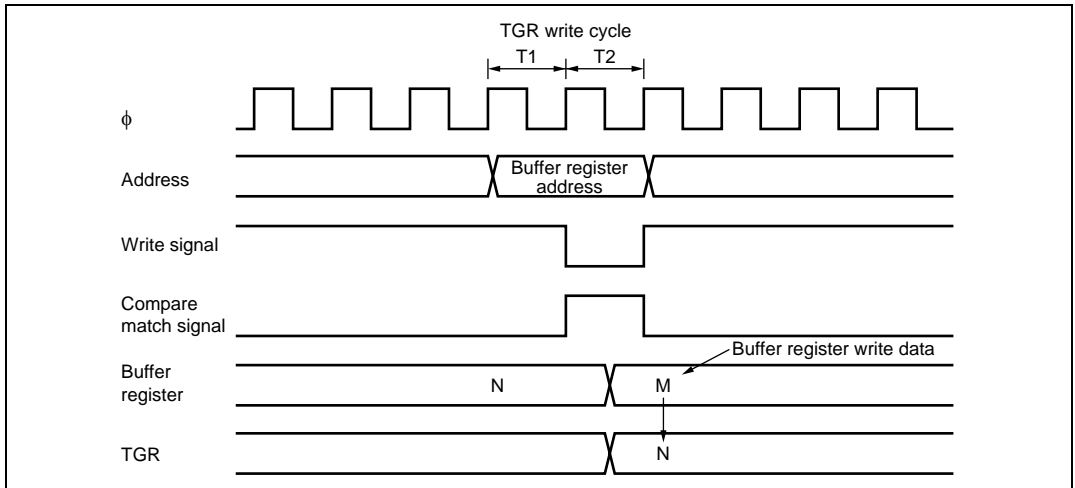 TGR write cycle
T1 T2
ϕ
Address
Buffer register
address
Write signal
Compare
match signal
Buffer register write data
Buffer
register
N M
TGR
N